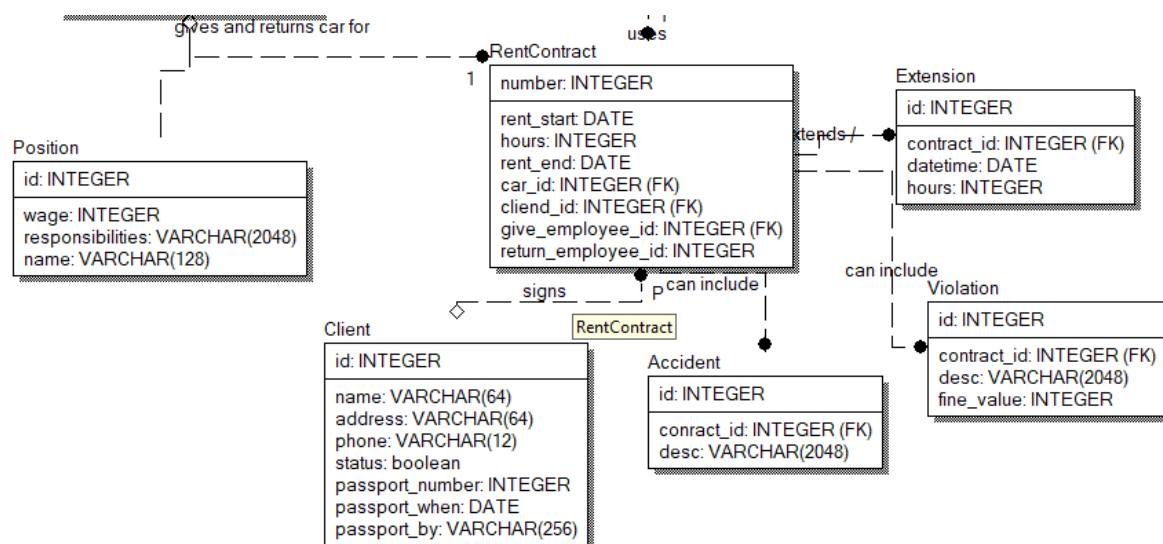 gives and returns car for
uses
RentContract
1
number: INTEGER
rent_start: DATE
hours: INTEGER
rent_end: DATE
car_id: INTEGER (FK)
cliend_id: INTEGER (FK)
give_employee_id: INTEGER (FK)
return_employee_id: INTEGER
Extension
id: INTEGER
xtends /
contract_id: INTEGER (FK)
datetime: DATE
hours: INTEGER
Position
id: INTEGER
wage: INTEGER
responsibilities: VARCHAR(2048)
name: VARCHAR(128)
signs
P
can include
can include
RentContract
Violation
id: INTEGER
contract_id: INTEGER (FK)
desc: VARCHAR(2048)
fine_value: INTEGER
Client
id: INTEGER
name: VARCHAR(64)
address: VARCHAR(64)
phone: VARCHAR(12)
status: boolean
passport_number: INTEGER
passport_when: DATE
passport_by: VARCHAR(256)
Accident
id: INTEGER
conract_id: INTEGER (FK)
desc: VARCHAR(2048)